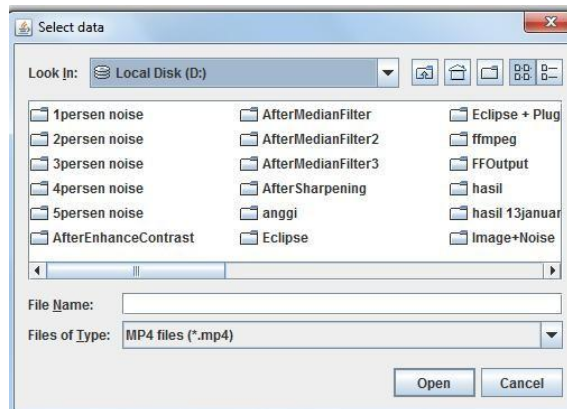 Select data
Look In: Local Disk (D:)
1persen noise
2persen noise
3persen noise
4persen noise
5persen noise
AfterEnhanceContrast
AfterMedianFilter
AfterMedianFilter2
AfterMedianFilter3
AfterSharpening
anggi
Eclipse
Eclipse + Plug
ffmpeg
FFOutput
hasil
hasil 13januar
Image+Noise
File Name:
Files of Type: MP4 files (*.mp4)
Open Cancel